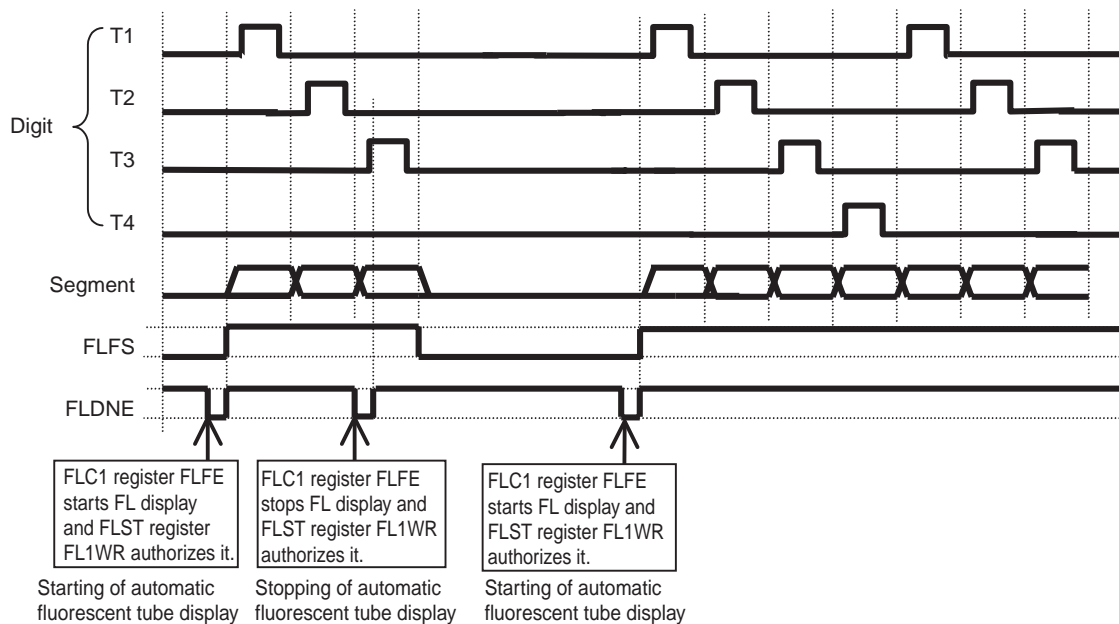 T1
T2
Digit
T3
T4
Segment
FLFS
FLDNE
FLC1 register FLFE
starts FL display
and FLST register
FL1WR authorizes it.
Starting of automatic
fluorescent tube display
FLC1 register FLFE
stops FL display and
FLST register FL1WR
authorizes it.
Stopping of automatic
fluorescent tube display
FLC1 register FLFE
starts FL display and
FLST register FL1WR
authorizes it.
Starting of automatic
fluorescent tube display